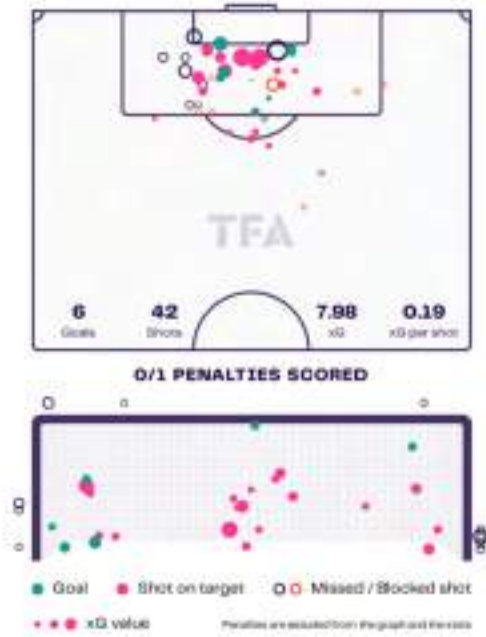 TFA
6 42 7.98 0.19
Goals Shots xG xG per shot
0/1 PENALTIES SCORED
Goal Shot on target Missed / Blocked shot
xG value Penalties are excluded from the graph and the stats